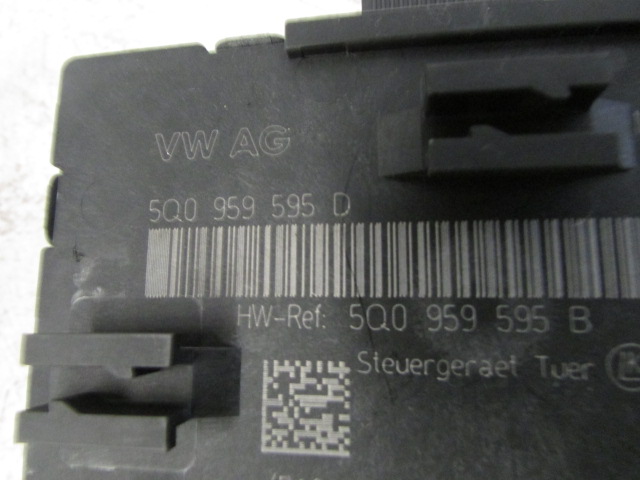 VW AG
5Q0 959 595 D
HW-Ref: 5Q0 959 595 B
Steuergeraet Tuer